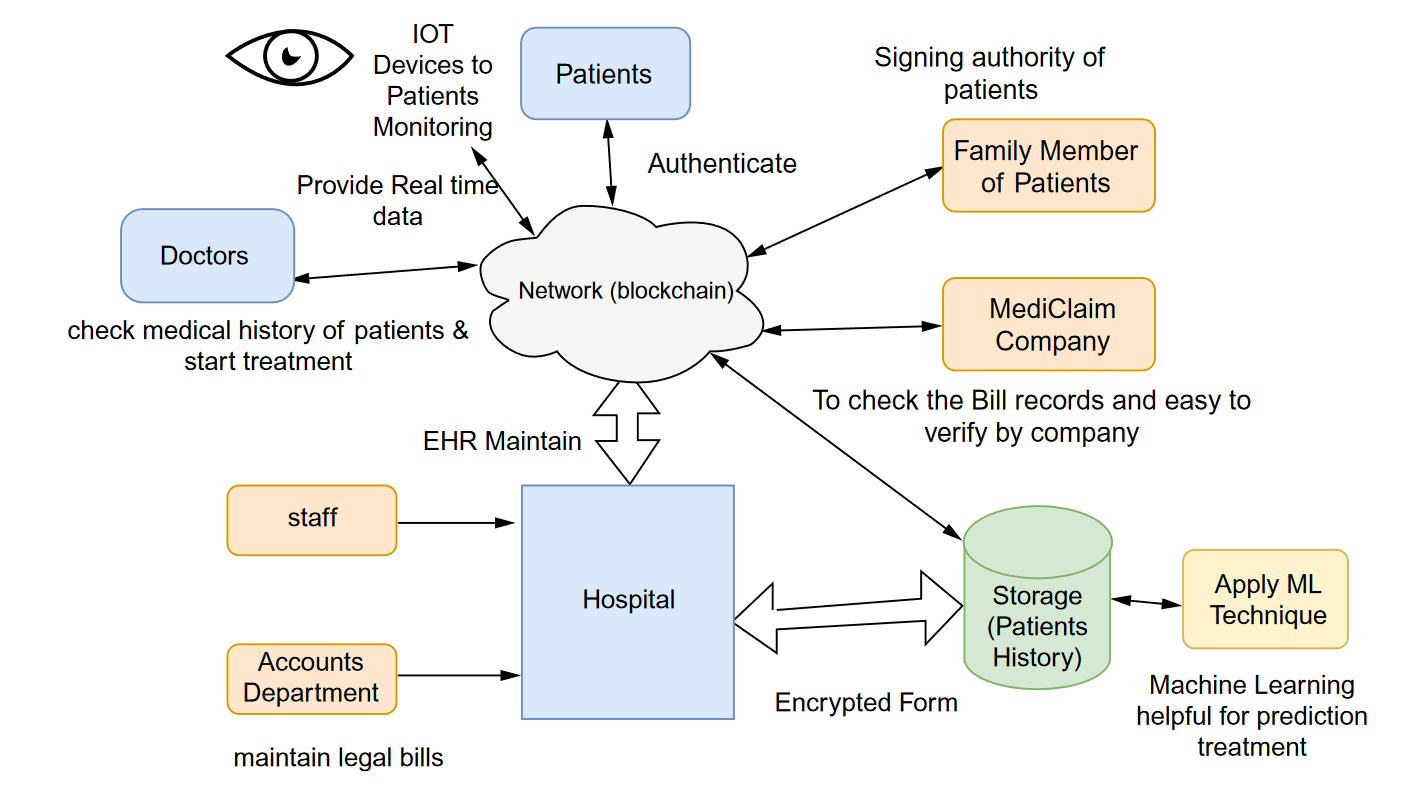 IOT
Devices to
Patients
Monitoring
Patients
Signing authority of
patients
Family Member
of Patients
Authenticate
Provide Real time
data
Doctors
check medical history of patients &
start treatment
Network (blockchain)
MediClaim
Company
To check the Bill records and easy to
verify by company
EHR Maintain
staff
Hospital
Accounts
Department
maintain legal bills
Encrypted Form
Storage
(Patients
History)
Apply ML
Technique
Machine Learning
helpful for prediction
treatment